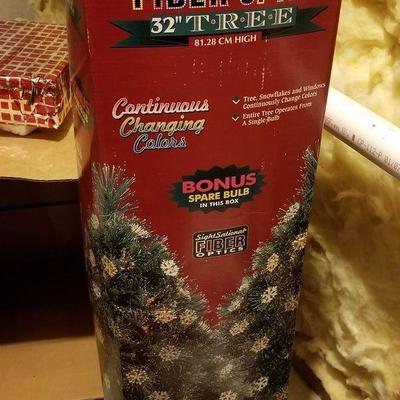 FIBER OPTIC
32" T•R•E•E
81.28 CM HIGH
Continuous
Changing
Colors
✓ Tree, Snowflakes and Windows
Continuously Change Colors
✓ Entire Tree Operates From
A Single Bulb
BONUS
SPARE BULB
IN THIS BOX
SightSational
FIBER
OPTICS